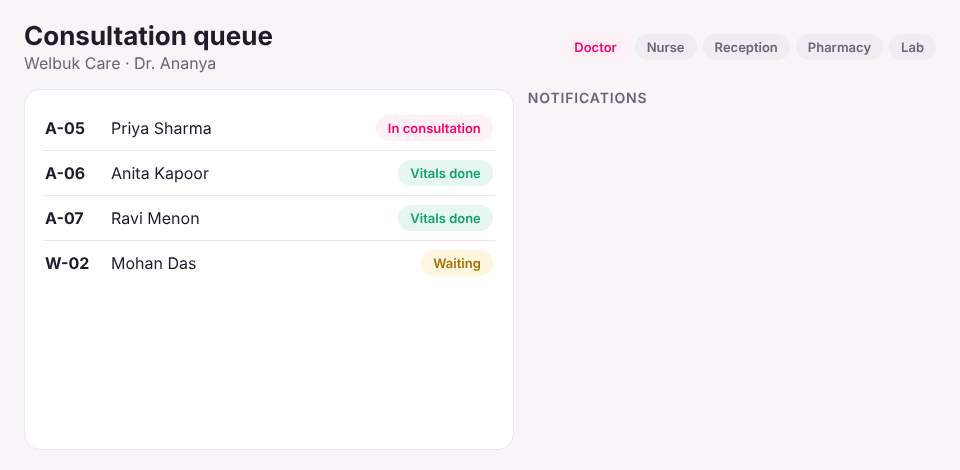 Consultation queue
Welbuk Care · Dr. Ananya
Doctor Nurse Reception Pharmacy Lab
A-05 Priya Sharma In consultation
A-06 Anita Kapoor Vitals done
A-07 Ravi Menon Vitals done
W-02 Mohan Das Waiting
NOTIFICATIONS